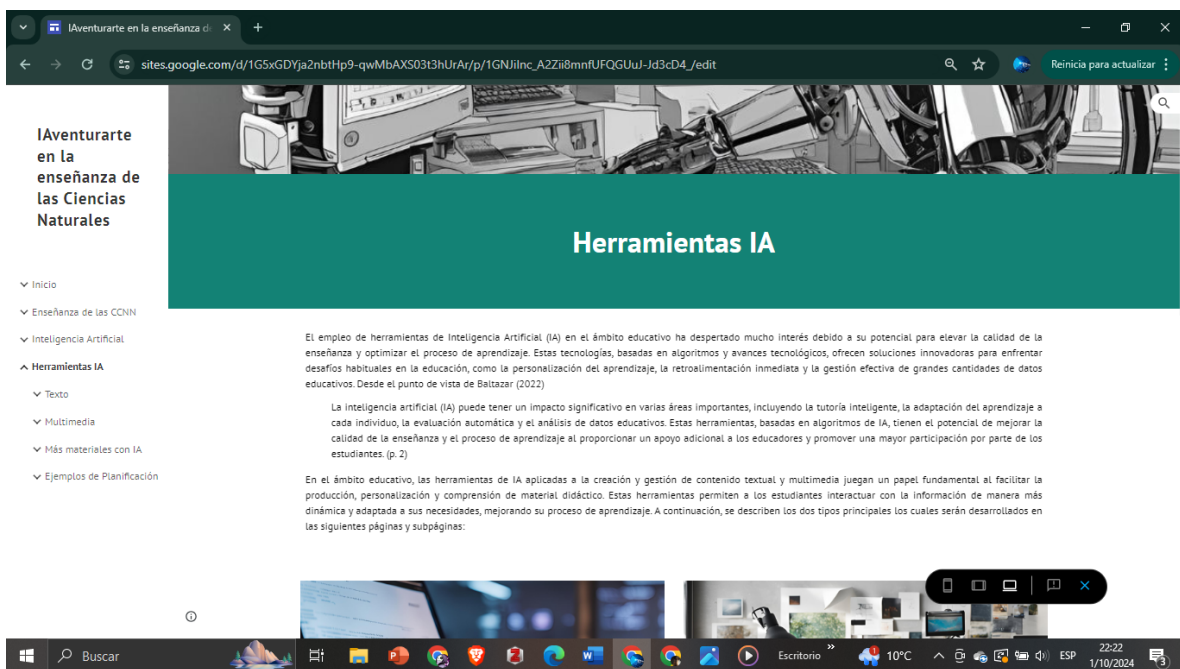 IAventurarte en la enseñanza de
sites.google.com/d/1G5xGDYja2nbtHp9-qwMbAXS03t3hUrAr/p/1GNJiInc_A2Zii8mnfUFQGUuJ-Jd3cD4_/edit
Reinicia para actualizar
IAventurarte
en la
enseñanza de
las Ciencias
Naturales
Inicio
Enseñanza de las CCNN
Inteligencia Artificial
Herramientas IA
Texto
Multimedia
Más materiales con IA
Ejemplos de Planificación
Herramientas IA
El empleo de herramientas de Inteligencia Artificial (IA) en el ámbito educativo ha despertado mucho interés debido a su potencial para elevar la calidad de la
enseñanza y optimizar el proceso de aprendizaje. Estas tecnologías, basadas en algoritmos y avances tecnológicos, ofrecen soluciones innovadoras para enfrentar
desafíos habituales en la educación, como la personalización del aprendizaje, la retroalimentación inmediata y la gestión efectiva de grandes cantidades de datos
educativos. Desde el punto de vista de Baltazar (2022)
La inteligencia artificial (IA) puede tener un impacto significativo en varias áreas importantes, incluyendo la tutoría inteligente, la adaptación del aprendizaje a
cada individuo, la evaluación automática y el análisis de datos educativos. Estas herramientas, basadas en algoritmos de IA, tienen el potencial de mejorar la
calidad de la enseñanza y el proceso de aprendizaje al proporcionar un apoyo adicional a los educadores y promover una mayor participación por parte de los
estudiantes. (p. 2)
En el ámbito educativo, las herramientas de IA aplicadas a la creación y gestión de contenido textual y multimedia juegan un papel fundamental al facilitar la
producción, personalización y comprensión de material didáctico. Estas herramientas permiten a los estudiantes interactuar con la información de manera más
dinámica y adaptada a sus necesidades, mejorando su proceso de aprendizaje. A continuación, se describen los dos tipos principales los cuales serán desarrollados en
las siguientes páginas y subpáginas:
Buscar
Escritorio
10°C
ESP
22:22
1/10/2024